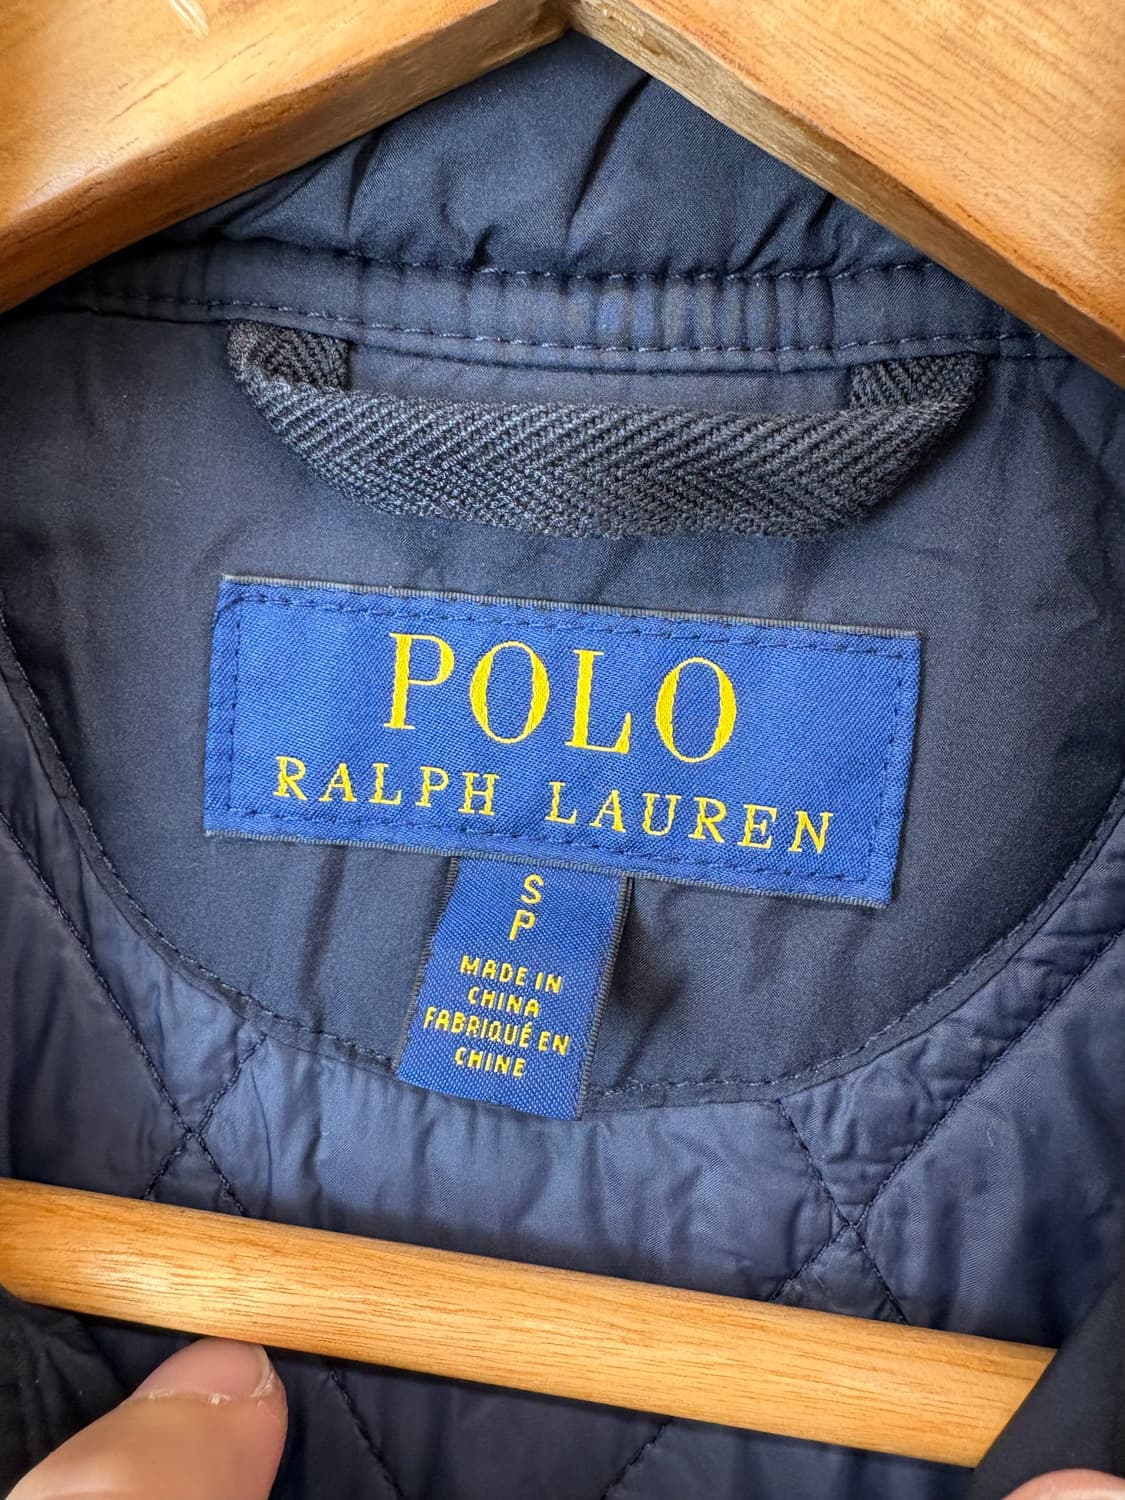 POLO
RALPH LAUREN
S
P
MADE IN
CHINA
FABRIQUÉ EN
CHINE